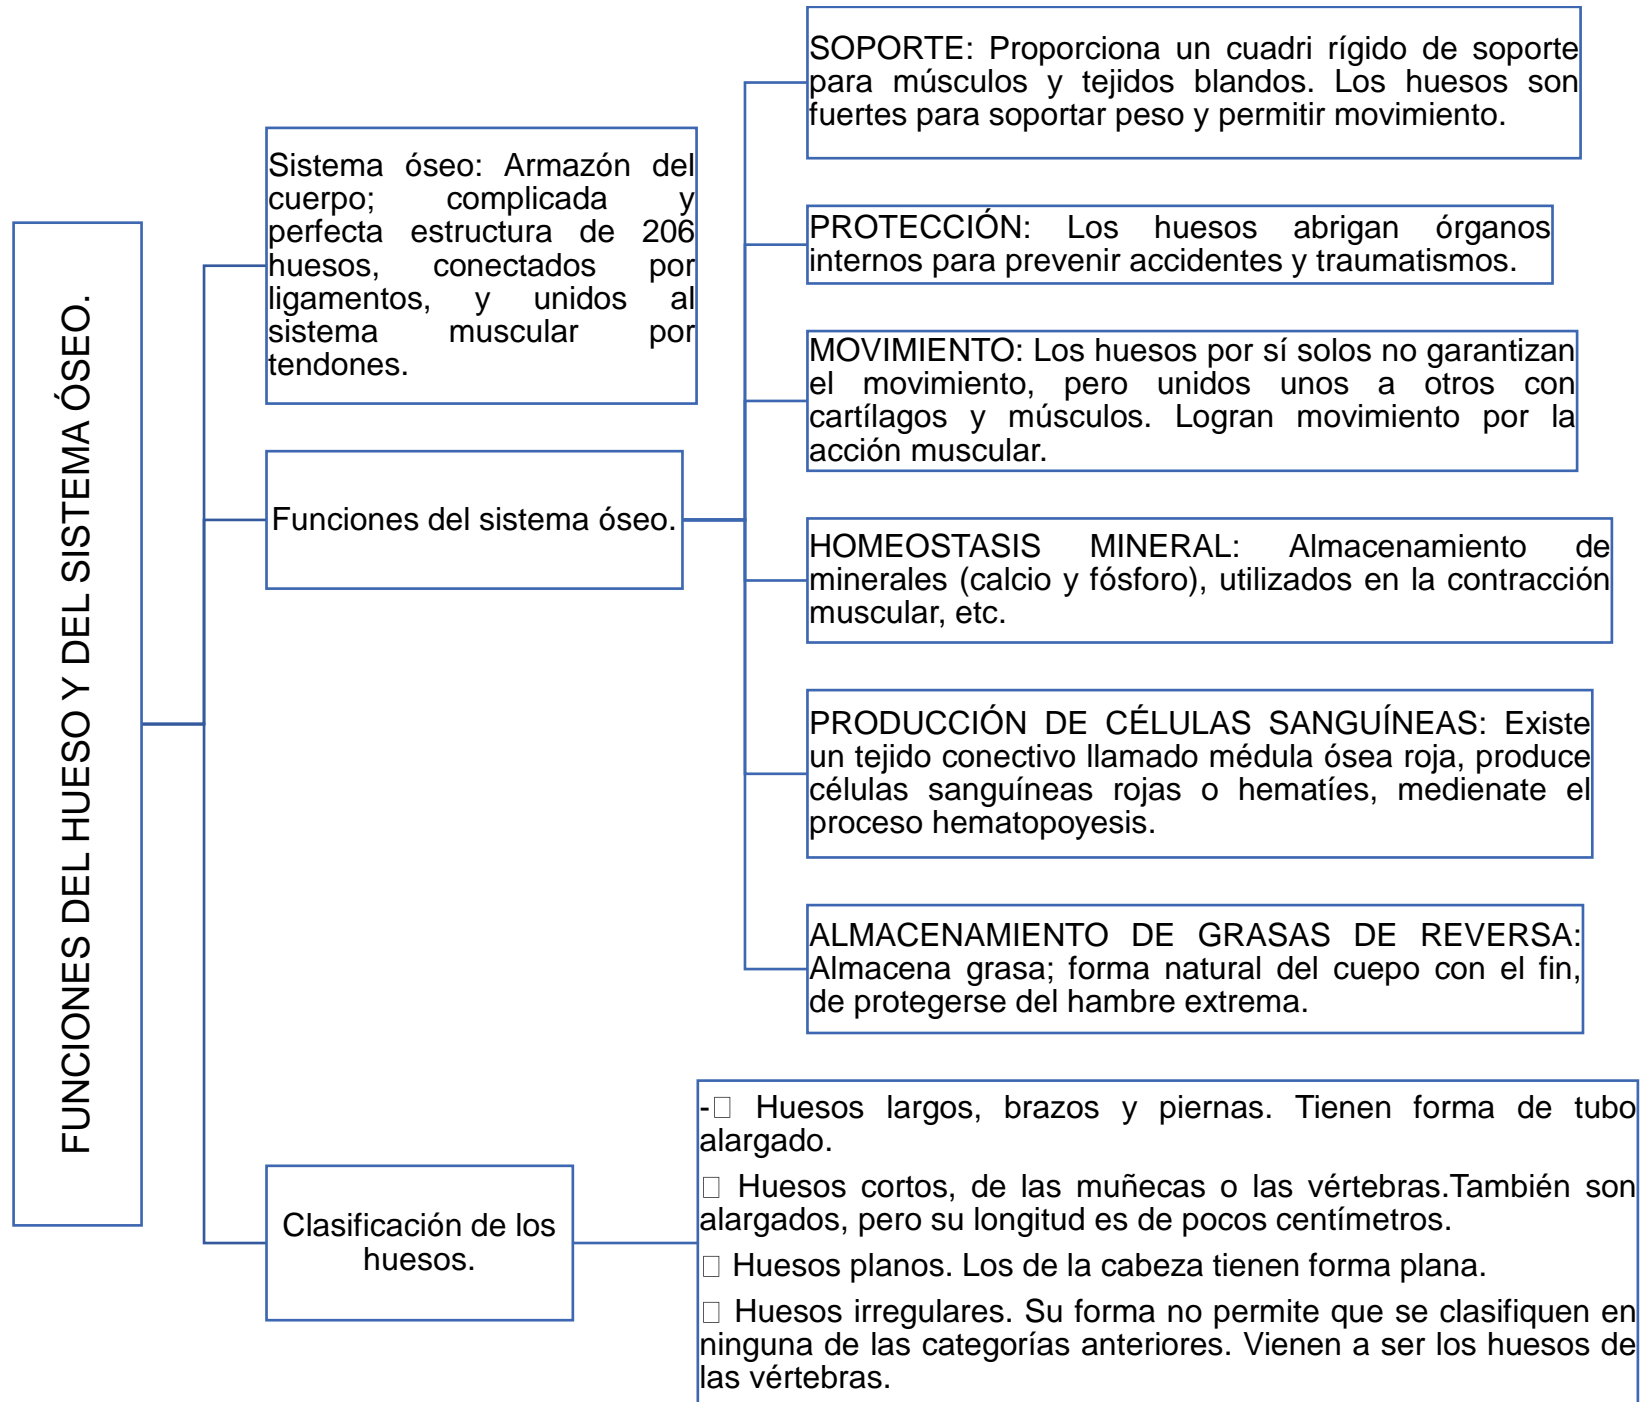 FUNCIONES DEL HUESO Y DEL SISTEMA ÓSEO.
Sistema óseo: Armazón del
cuerpo; complicada y
perfecta estructura de 206
huesos, conectados por
ligamentos, y unidos al
sistema muscular por
tendones.
Funciones del sistema óseo.
SOPORTE: Proporciona un cuadri rígido de soporte
para músculos y tejidos blandos. Los huesos son
fuertes para soportar peso y permitir movimiento.
PROTECCIÓN: Los huesos abrigan órganos
internos para prevenir accidentes y traumatismos.
MOVIMIENTO: Los huesos por sí solos no garantizan
el movimiento, pero unidos unos a otros con
cartílagos y músculos. Logran movimiento por la
acción muscular.
HOMEOSTASIS MINERAL: Almacenamiento de
minerales (calcio y fósforo), utilizados en la contracción
muscular, etc.
PRODUCCIÓN DE CÉLULAS SANGUÍNEAS: Existe
un tejido conectivo llamado médula ósea roja, produce
células sanguíneas rojas o hematíes, medienate el
proceso hematopoyesis.
ALMACENAMIENTO DE GRASAS DE REVERSA:
Almacena grasa; forma natural del cuepo con el fin,
de protegerse del hambre extrema.
Clasificación de los
huesos.
-□ Huesos largos, brazos y piernas. Tienen forma de tubo
alargado.
□ Huesos cortos, de las muñecas o las vértebras.También son
alargados, pero su longitud es de pocos centímetros.
□ Huesos planos. Los de la cabeza tienen forma plana.
□ Huesos irregulares. Su forma no permite que se clasifiquen en
ninguna de las categorías anteriores. Vienen a ser los huesos de
las vértebras.